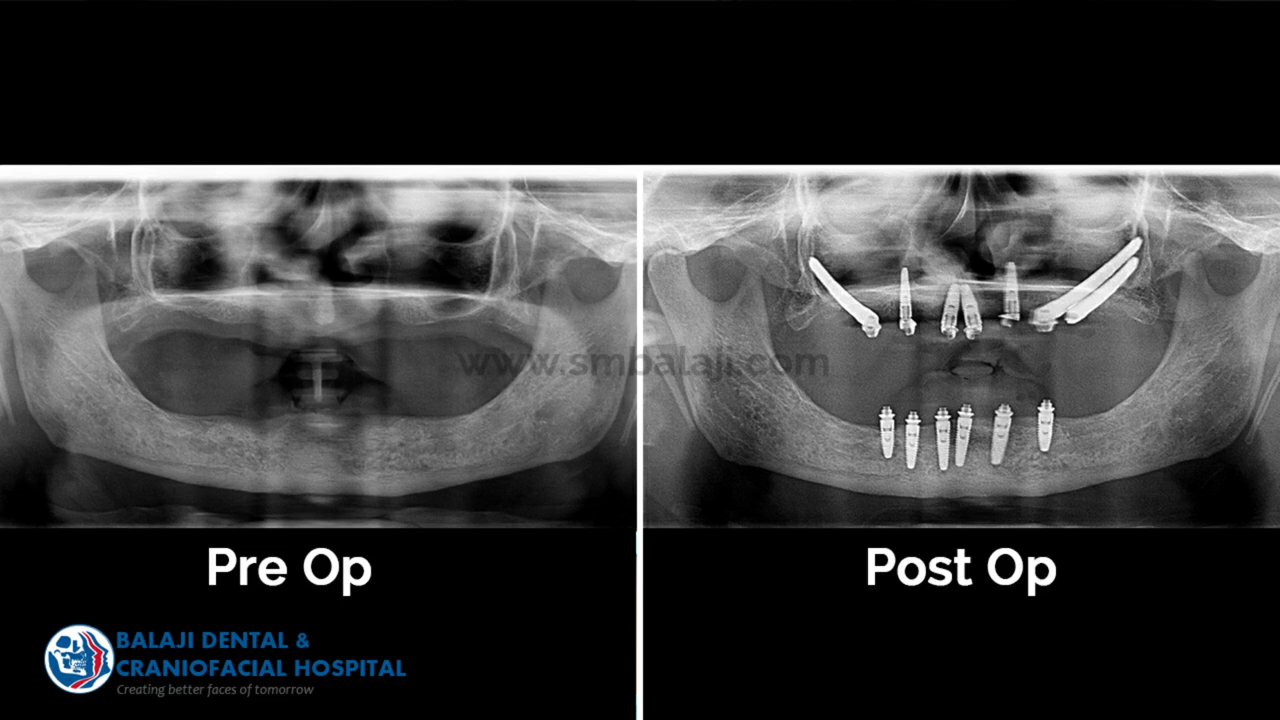 www.smbalaji.com
Pre Op
Post Op
BALAJI DENTAL &
CRANIOFACIAL HOSPITAL
Creating better faces of tomorrow